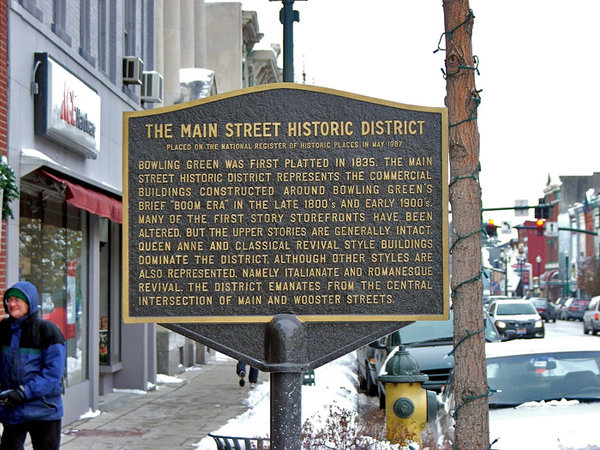 ACE
THE MAIN STREET HISTORIC DISTRICT
PLACED ON THE NATIONAL REGISTER OF HISTORIC PLACES IN MAY 1987
BOWLING GREEN WAS FIRST PLATTED IN 1835. THE MAIN
STREET HISTORIC DISTRICT REPRESENTS THE COMMERCIAL
BUILDINGS CONSTRUCTED AROUND BOWLING GREEN'S
BRIEF "BOOM ERA" IN THE LATE 1800's AND EARLY 1900's.
MANY OF THE FIRST STORY STOREFRONTS HAVE BEEN
ALTERED, BUT THE UPPER STORIES ARE GENERALLY INTACT.
QUEEN ANNE AND CLASSICAL REVIVAL STYLE BUILDINGS
DOMINATE THE DISTRICT, ALTHOUGH OTHER STYLES ARE
ALSO REPRESENTED, NAMELY ITALIANATE AND ROMANESQUE
REVIVAL. THE DISTRICT EMANATES FROM THE CENTRAL
INTERSECTION OF MAIN AND WOOSTER STREETS.